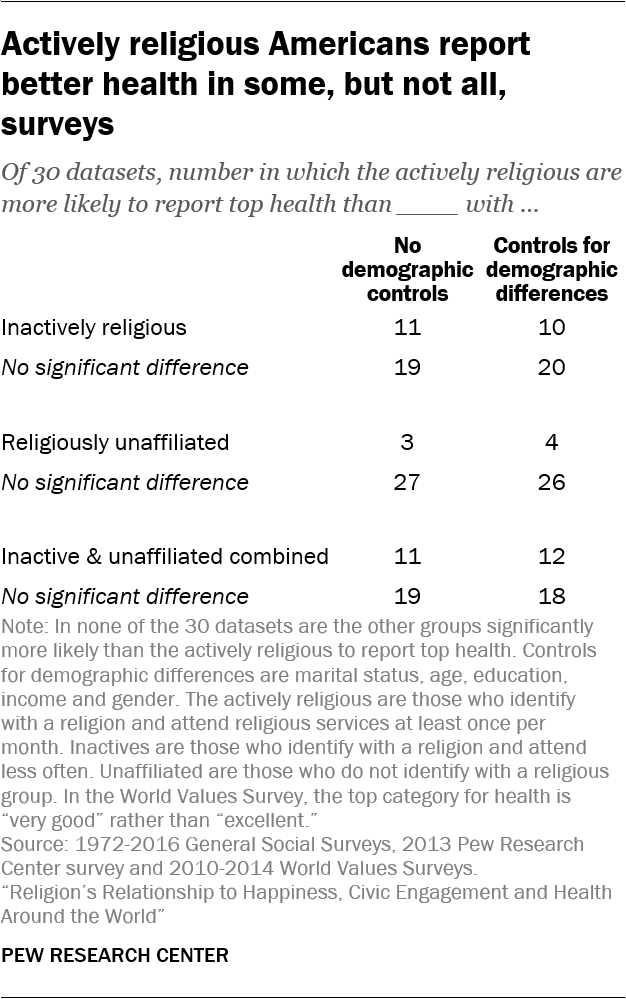 Actively religious Americans report
better health in some, but not all,
surveys
Of 30 datasets, number in which the actively religious are
more likely to report top health than ____ with ...
No demographic controls Controls for demographic differences
Inactively religious 11 10
No significant difference 19 20
Religiously unaffiliated 3 4
No significant difference 27 26
Inactive & unaffiliated combined 11 12
No significant difference 19 18
Note: In none of the 30 datasets are the other groups significantly
more likely than the actively religious to report top health. Controls
for demographic differences are marital status, age, education,
income and gender. The actively religious are those who identify
with a religion and attend religious services at least once per
month. Inactives are those who identify with a religion and attend
less often. Unaffiliated are those who do not identify with a religious
group. In the World Values Survey, the top category for health is
“very good” rather than “excellent.”
Source: 1972-2016 General Social Surveys, 2013 Pew Research
Center survey and 2010-2014 World Values Surveys.
“Religion’s Relationship to Happiness, Civic Engagement and Health
Around the World”
PEW RESEARCH CENTER